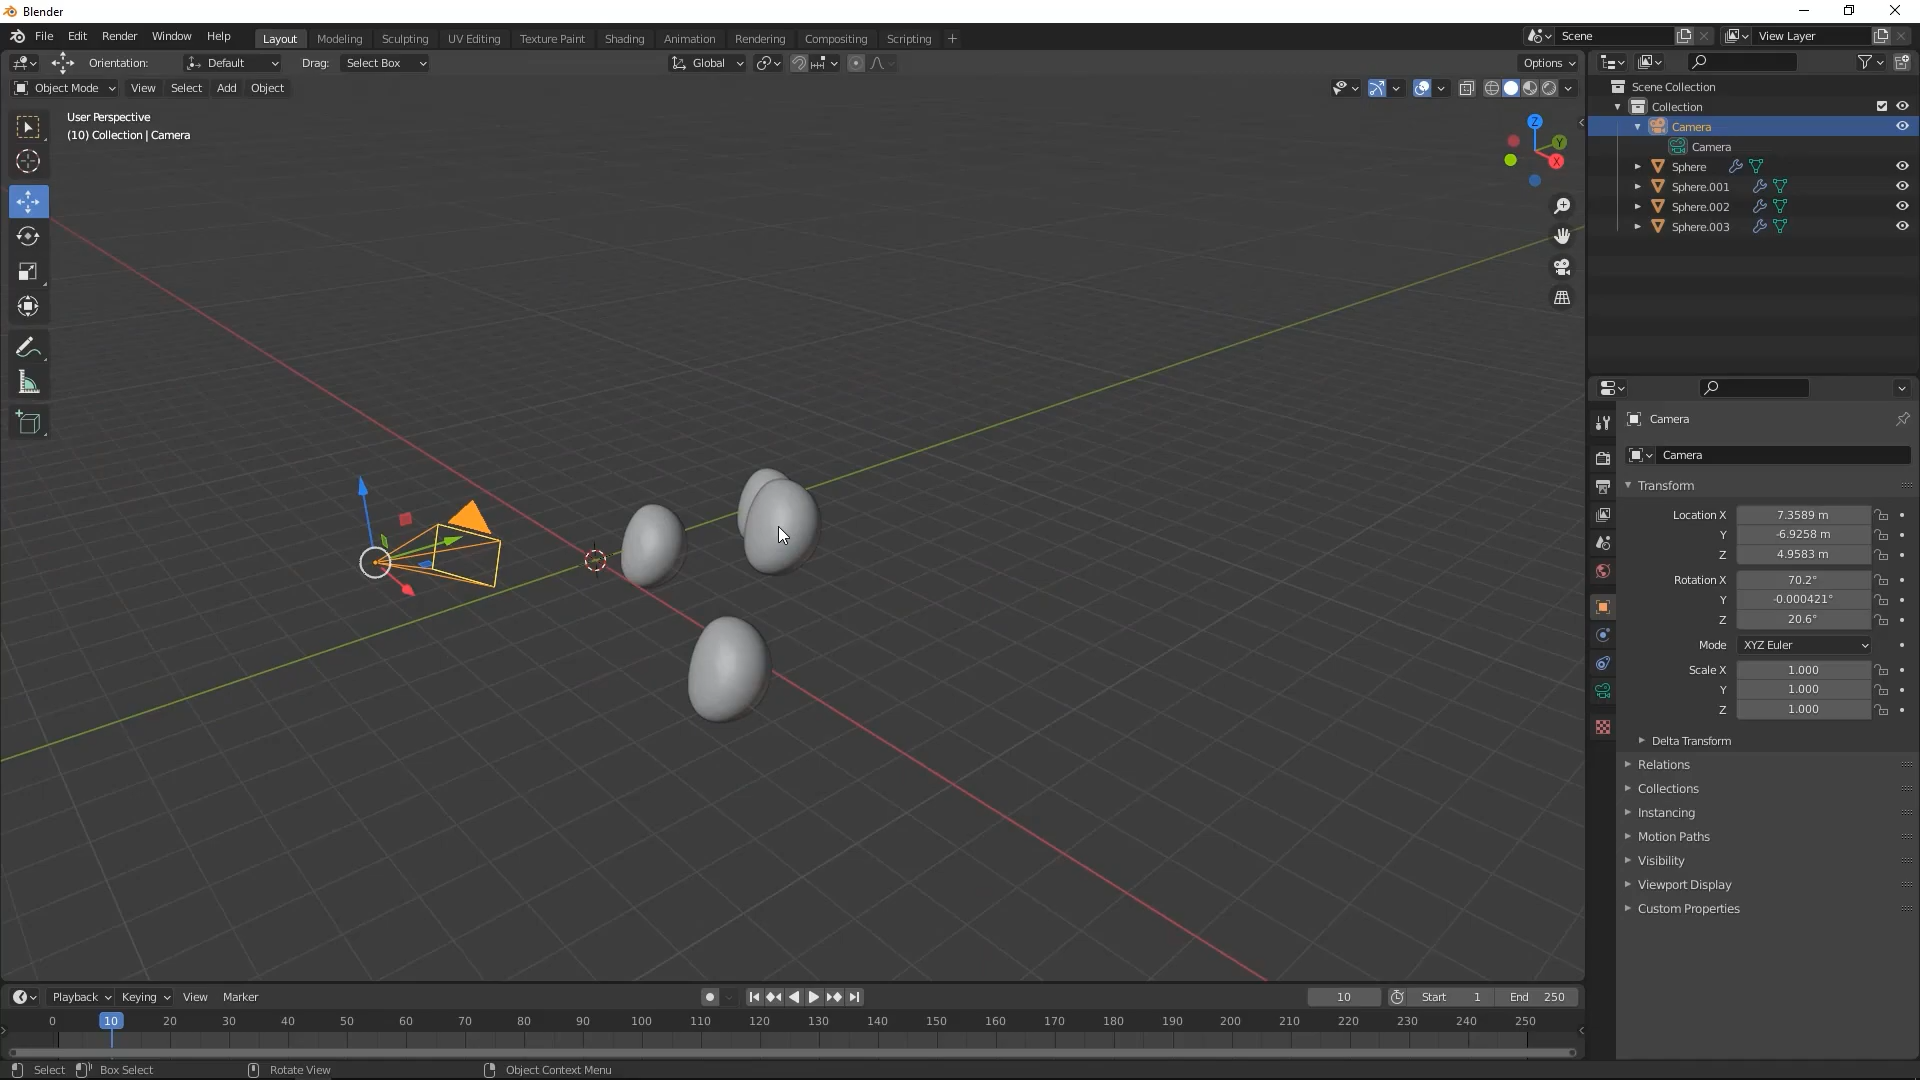 Blender
File Edit Render Window Help
Layout Modeling Sculpting UV Editing Texture Paint Shading Animation Rendering Compositing Scripting +
Scene
View Layer
Orientation: Default Drag: Select Box
Global
Options
Object Mode View Select Add Object
User Perspective
(10) Collection | Camera
Z
Y
X
Scene Collection
Collection
Camera
Camera
Sphere
Sphere.001
Sphere.002
Sphere.003
Camera
Camera
Transform
Location X 7.3589 m
Y -6.9258 m
Z 4.9583 m
Rotation X 70.2°
Y -0.000421°
Z 20.6°
Mode XYZ Euler
Scale X 1.000
Y 1.000
Z 1.000
Delta Transform
Relations
Collections
Instancing
Motion Paths
Visibility
Viewport Display
Custom Properties
Playback Keying View Marker
10 Start 1 End 250
0 10 20 30 40 50 60 70 80 90 100 110 120 130 140 150 160 170 180 190 200 210 220 230 240 250
Select Box Select Rotate View Object Context Menu